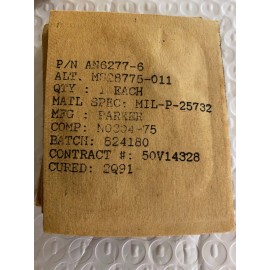 P/N AN6277-6
ALT. MS28775-011
QTY : 1 EACH
MATL SPEC: MIL-P-25732
MFG : PARKER
COMP: N0304-75
BATCH: 824180
CONTRACT #: 50V14328
CURED: 2Q91